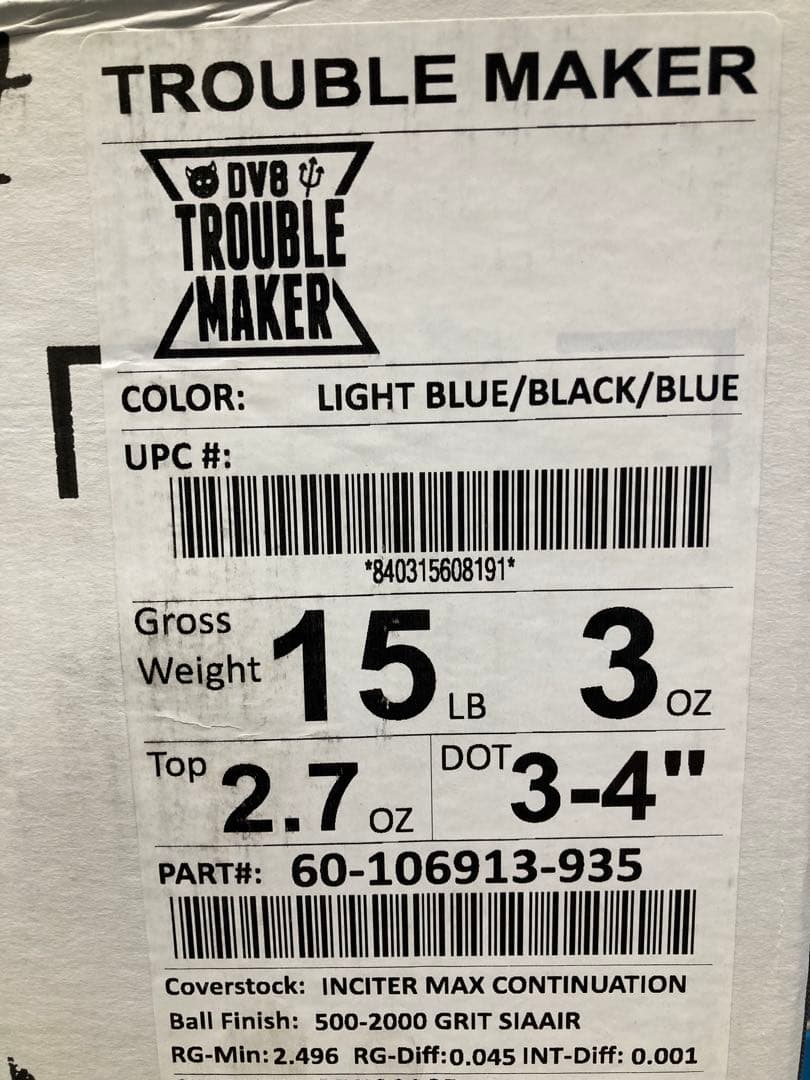 TROUBLE MAKER
DV8
TROUBLE
MAKER
COLOR: LIGHT BLUE/BLACK/BLUE
UPC #:
*840315608191*
Gross Weight 15 LB 3 OZ
Top 2.7 OZ DOT 3-4"
PART#: 60-106913-935
Coverstock: INCITER MAX CONTINUATION
Ball Finish: 500-2000 GRIT SIAAIR
RG-Min: 2.496 RG-Diff:0.045 INT-Diff: 0.001